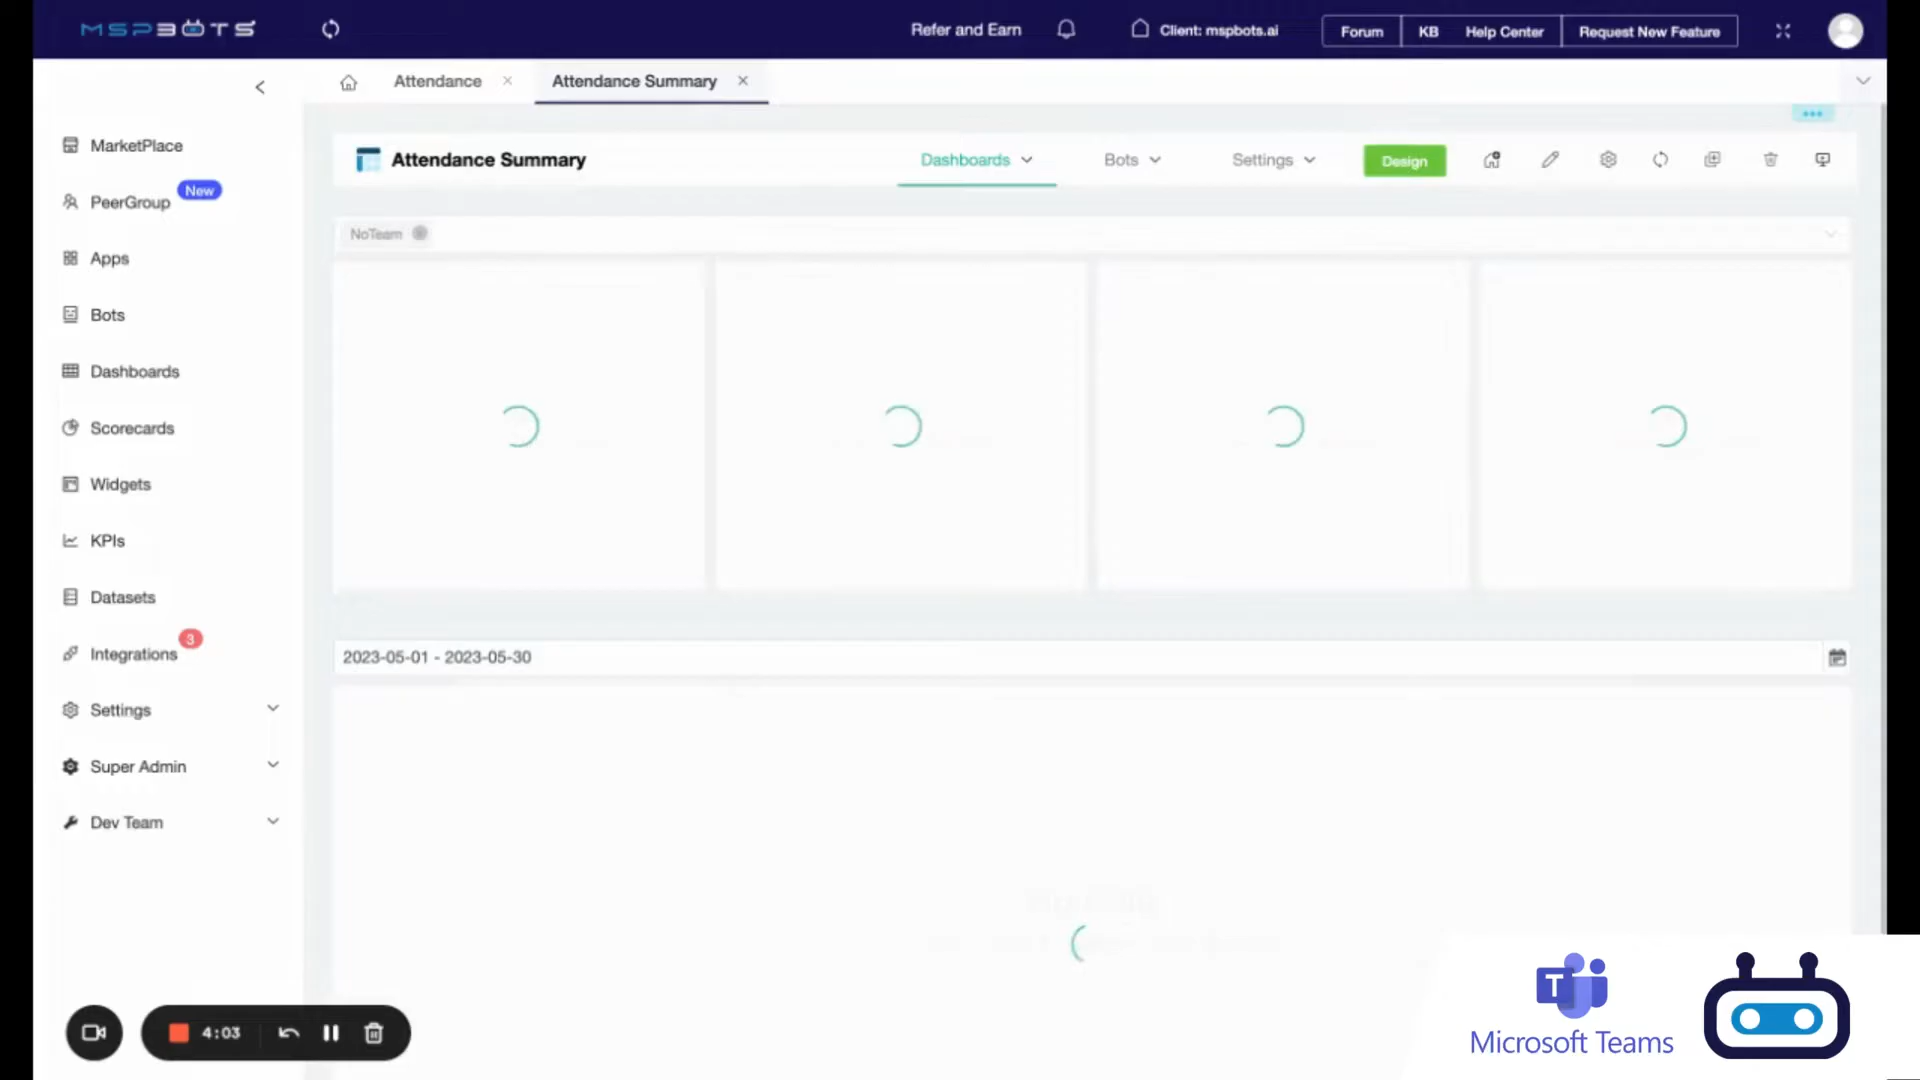 MSPBOTS
Refer and Earn
Client: mspbots.ai
Forum
KB
Help Center
Request New Feature
Attendance
Attendance Summary
MarketPlace
PeerGroup
New
Apps
Bots
Dashboards
Scorecards
Widgets
KPIs
Datasets
Integrations
3
Settings
Super Admin
Dev Team
Attendance Summary
Dashboards
Bots
Settings
Design
NoTeam
2023-05-01 - 2023-05-30
4:03
T
Microsoft Teams